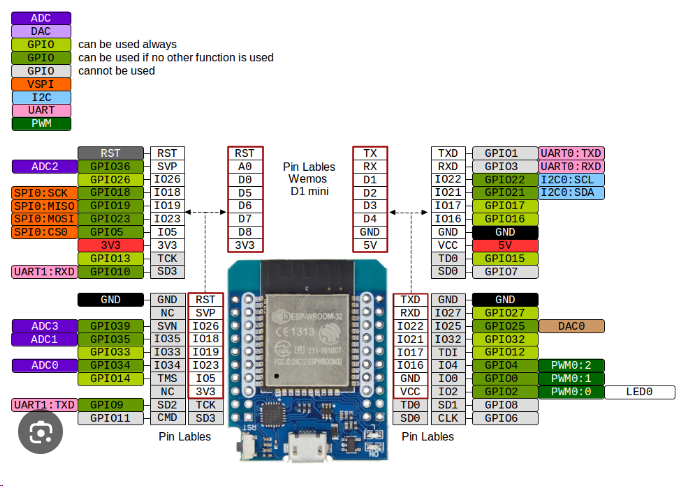 ADC
DAC
GPIO can be used always
GPIO can be used if no other function is used
GPIO cannot be used
VSPI
I2C
UART
PWM
RST RST RST TX TXD GPIO1 UART0:TXD
ADC2 GPIO36 SVP A0 RX RXD GPIO3 UART0:RXD
GPIO26 IO26 D0 D1 IO22 GPIO22 I2C0:SCL
SPI0:SCK GPIO18 IO18 D5 D2 IO21 GPIO21 I2C0:SDA
SPI0:MISO GPIO19 IO19 D6 D3 IO17 GPIO17
SPI0:MOSI GPIO23 IO23 D7 D4 IO16 GPIO16
SPI0:CS0 GPIO5 IO5 D8 GND GND GND
3V3 3V3 3V3 5V VCC 5V
GPIO13 TCK TD0 GPIO15
UART1:RXD GPIO10 SD3 SD0 GPIO7
Pin Lables
Wemos
D1 mini
GND GND RST TXD GND GND
NC SVP RXD IO27 GPIO27
ADC3 GPIO39 SVN IO26 IO22 IO25 GPIO25 DAC0
ADC1 GPIO35 IO35 IO18 IO21 IO32 GPIO32
GPIO33 IO33 IO19 IO17 TDI GPIO12
ADC0 GPIO34 IO34 IO23 IO16 IO4 GPIO4 PWM0:2
GPIO14 TMS IO5 GND IO0 GPIO0 PWM0:1
NC 3V3 VCC IO2 GPIO2 PWM0:0 LED0
UART1:TXD GPIO9 SD2 TCK TD0 SD1 GPIO8
GPIO11 CMD SD3 SD0 CLK GPIO6
ESP-WROOM-32
CE1313
RST
L
ON
Pin Lables
Pin Lables